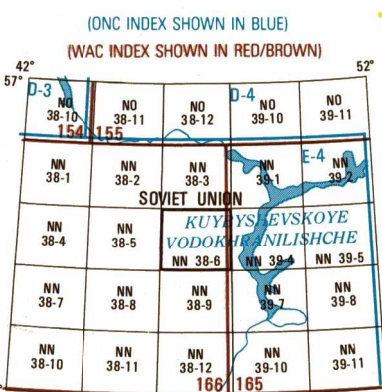 (ONC INDEX SHOWN IN BLUE)
(WAC INDEX SHOWN IN RED/BROWN)
42° 52°
57°
D-3 D-4
NO 38-10 NO 38-11 NO 38-12 NO 39-10 NO 39-11
154 155
E-4
NN 38-1 NN 38-2 NN 38-3 NN 39-1 NN 39-2
SOVIET UNION
KUYBYSHEVSKOYE
VODOKHRANILISHCHE
NN 38-4 NN 38-5 NN 38-6 NN 39-4 NN 39-5
NN 38-7 NN 38-8 NN 38-9 NN 39-7 NN 39-8
NN 38-10 NN 38-11 NN 38-12 NN 39-10 NN 39-11
166 165